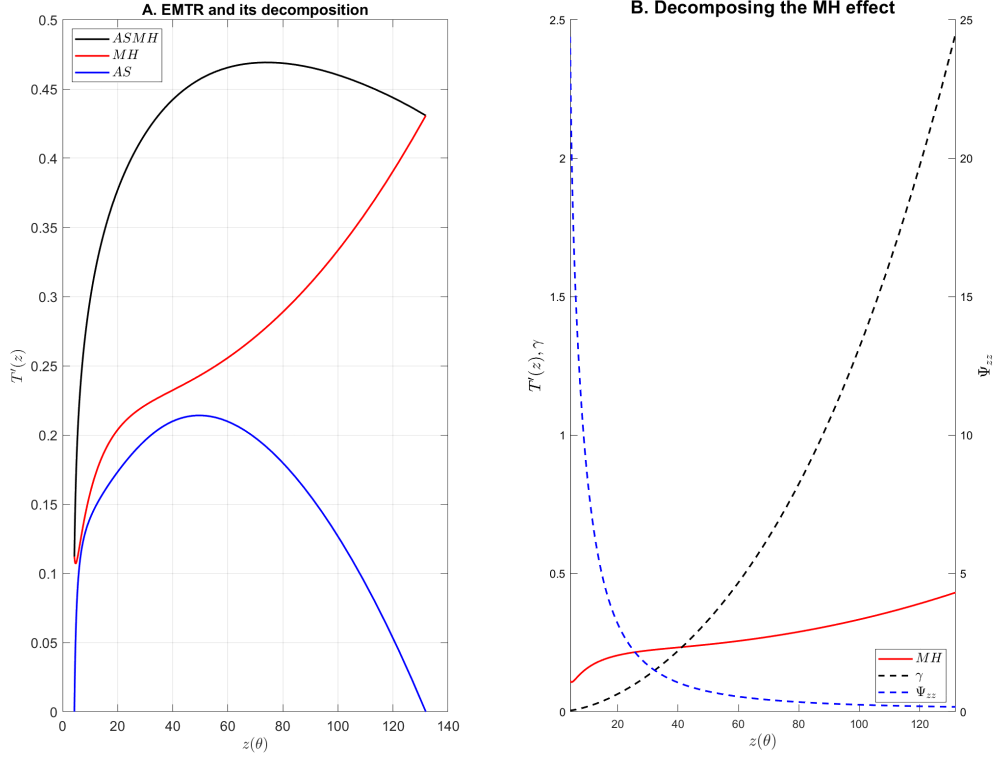 A. EMTR and its decomposition
ASMH
MH
AS
0.5
0.45
0.4
0.35
0.3
0.25
0.2
0.15
0.1
0.05
0
T′(z)
0 20 40 60 80 100 120 140
z(θ)
B. Decomposing the MH effect
2.5
2
1.5
1
0.5
0
T′(z), γ
25
20
15
10
5
0
Ψzz
MH
γ
Ψzz
20 40 60 80 100 120
z(θ)